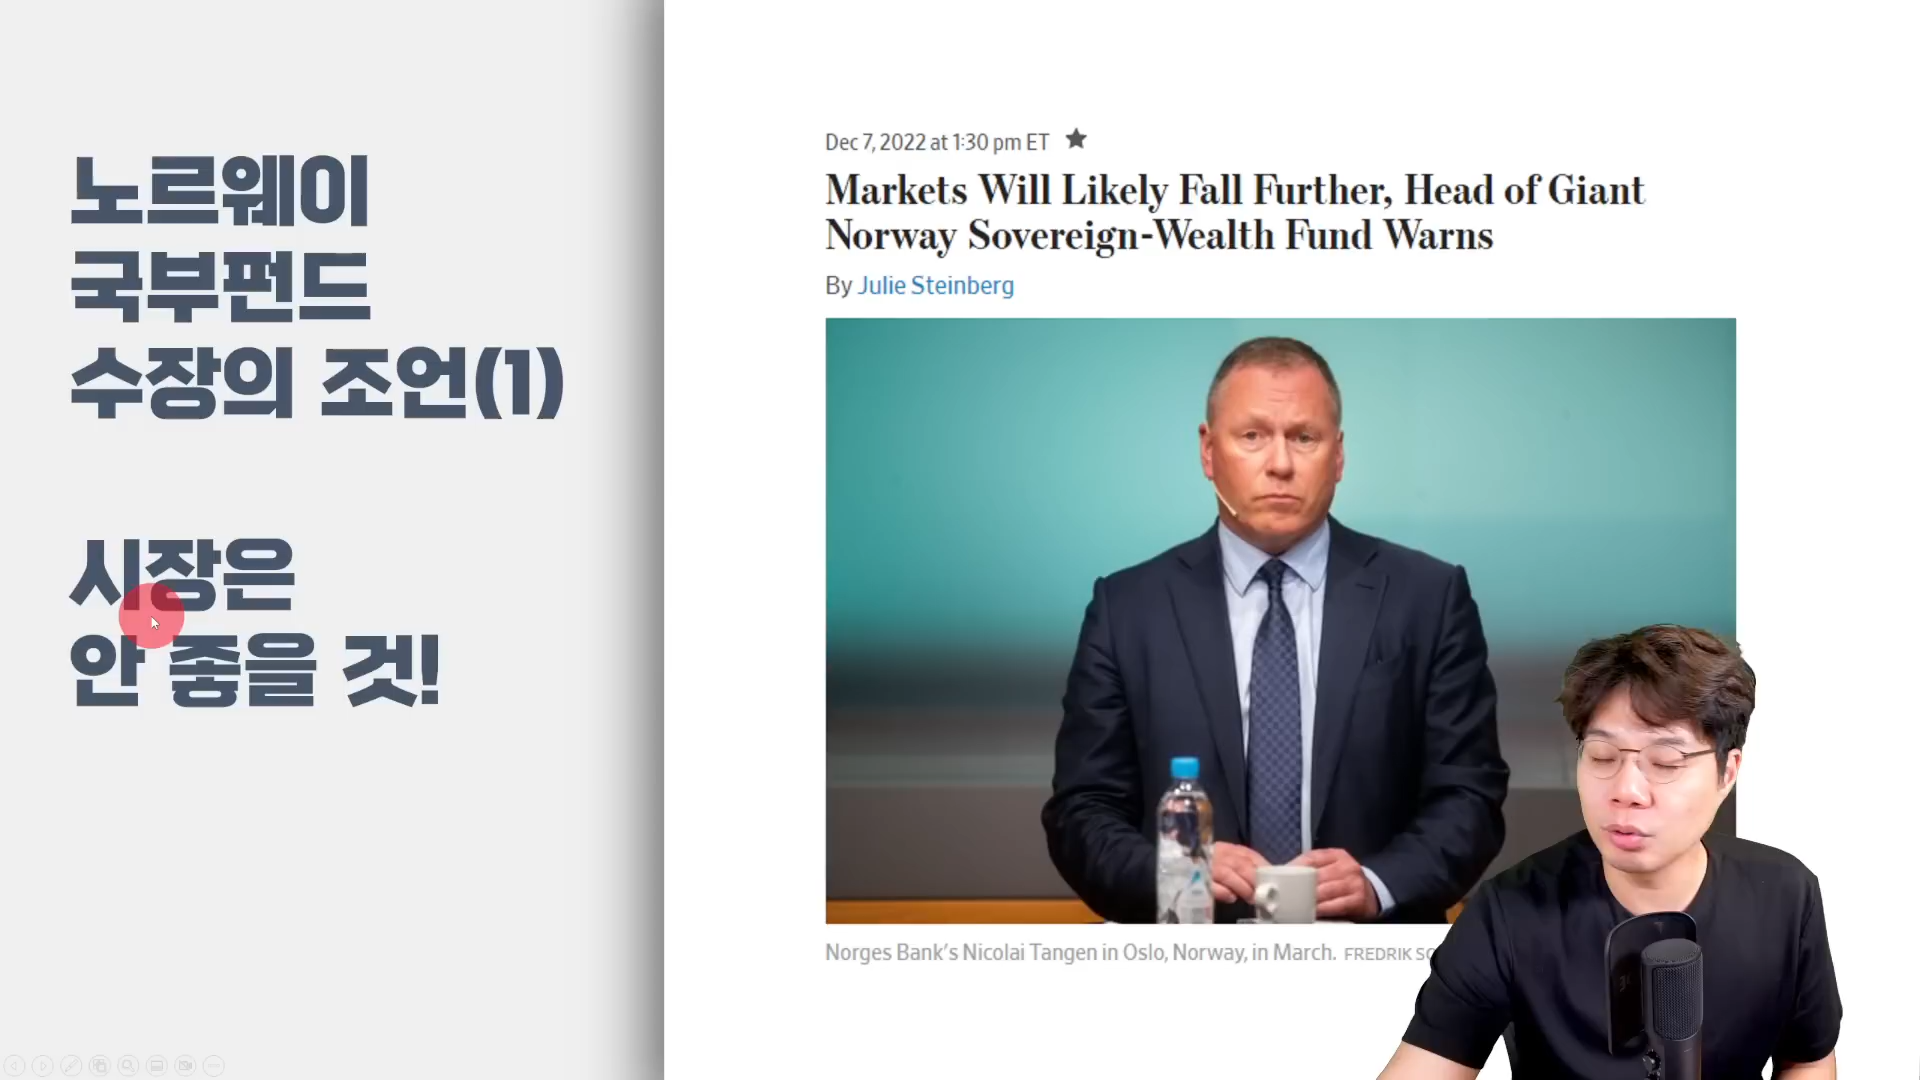 노르웨이
국부펀드
수장의 조언(1)
시장은
안 좋을 것!
Dec 7, 2022 at 1:30 pm ET ★
Markets Will Likely Fall Further, Head of Giant
Norway Sovereign-Wealth Fund Warns
By Julie Steinberg
Norges Bank's Nicolai Tangen in Oslo, Norway, in March. FREDRIK